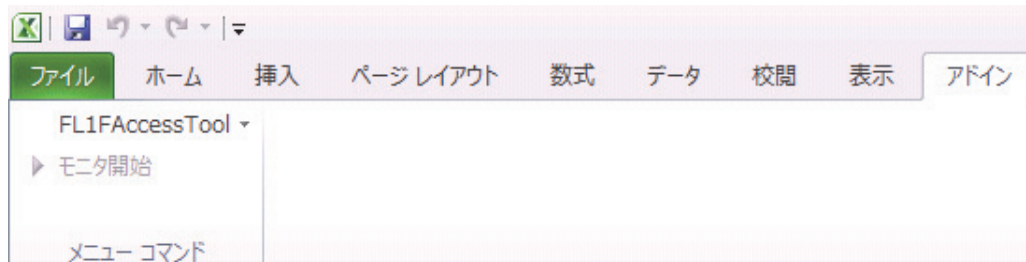 ファイル ホーム 挿入 ページ レイアウト 数式 データ 校閲 表示 アドイン
FL1FAccessTool
モニタ開始
メニュー コマンド